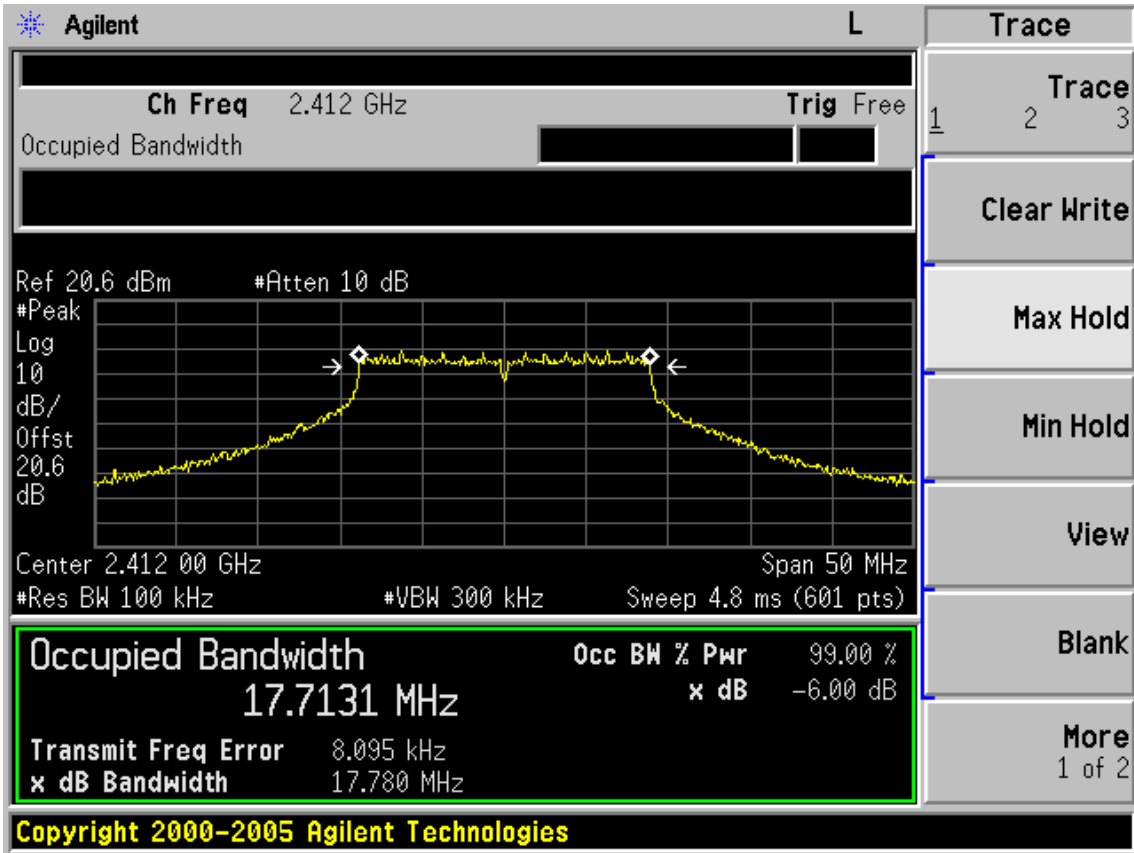 Agilent L Trace
Ch Freq 2.412 GHz Trig Free
Occupied Bandwidth
Trace
1 2 3
Clear Write
Max Hold
Min Hold
View
Blank
More
1 of 2
Ref 20.6 dBm #Atten 10 dB
#Peak
Log
10
dB/
Offst
20.6
dB
Center 2.412 00 GHz Span 50 MHz
#Res BW 100 kHz #VBW 300 kHz Sweep 4.8 ms (601 pts)
Occupied Bandwidth Occ BW % Pwr 99.00 %
17.7131 MHz x dB -6.00 dB
Transmit Freq Error 8.095 kHz
x dB Bandwidth 17.780 MHz
Copyright 2000-2005 Agilent Technologies